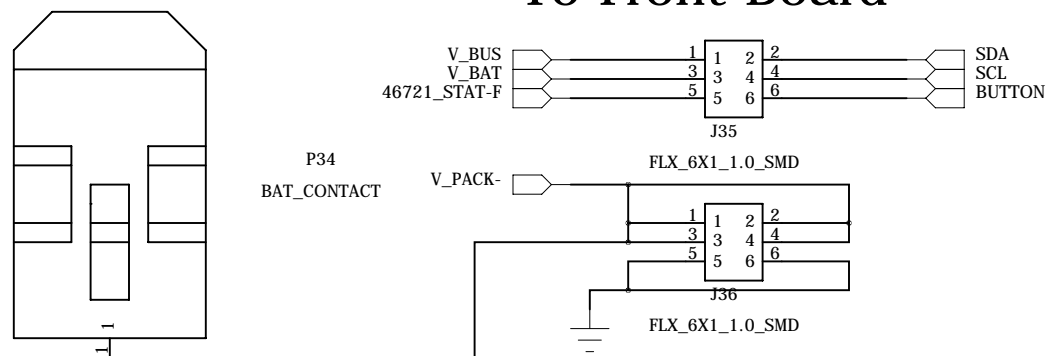 To Front Board
V_BUS 1 1 2 2 SDA
V_BAT 3 3 4 4 SCL
46721_STAT-F 5 5 6 6 BUTTON
J35
FLX_6X1_1.0_SMD
P34
BAT_CONTACT
V_PACK-
1 1 2 2
3 3 4 4
5 5 6 6
J36
FLX_6X1_1.0_SMD
1
1